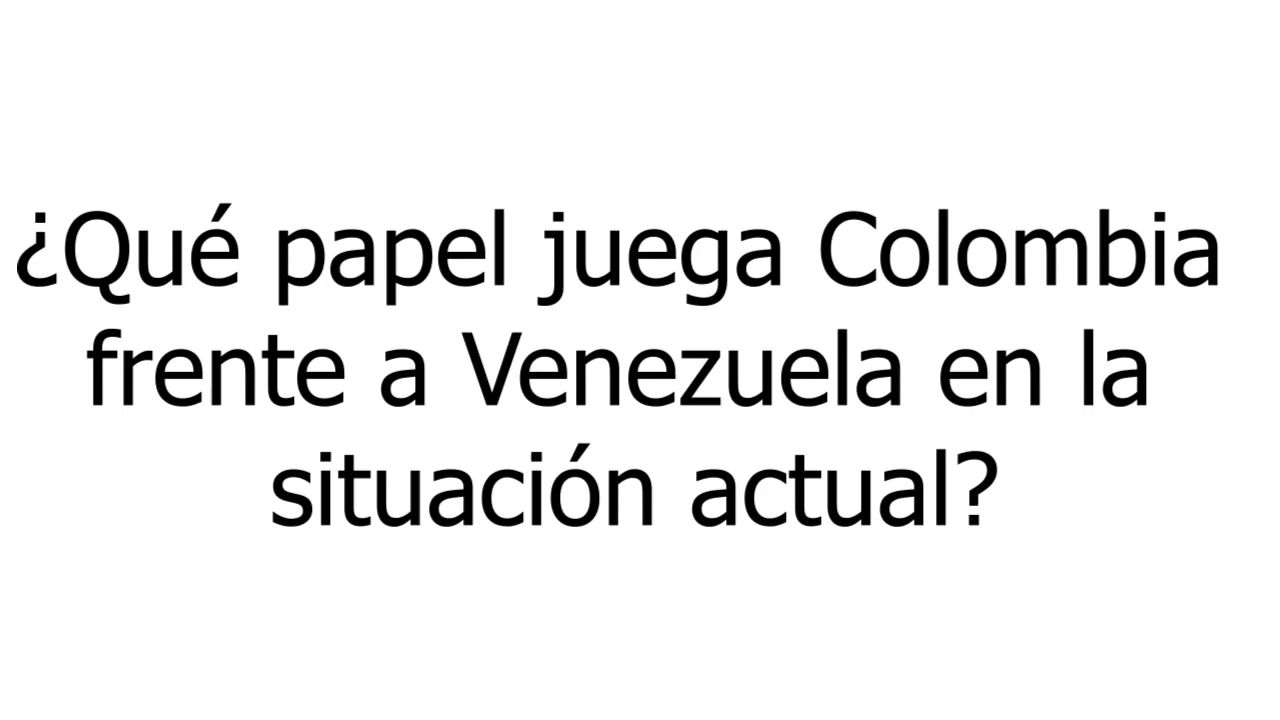 ¿Qué papel juega Colombia
frente a Venezuela en la
situación actual?